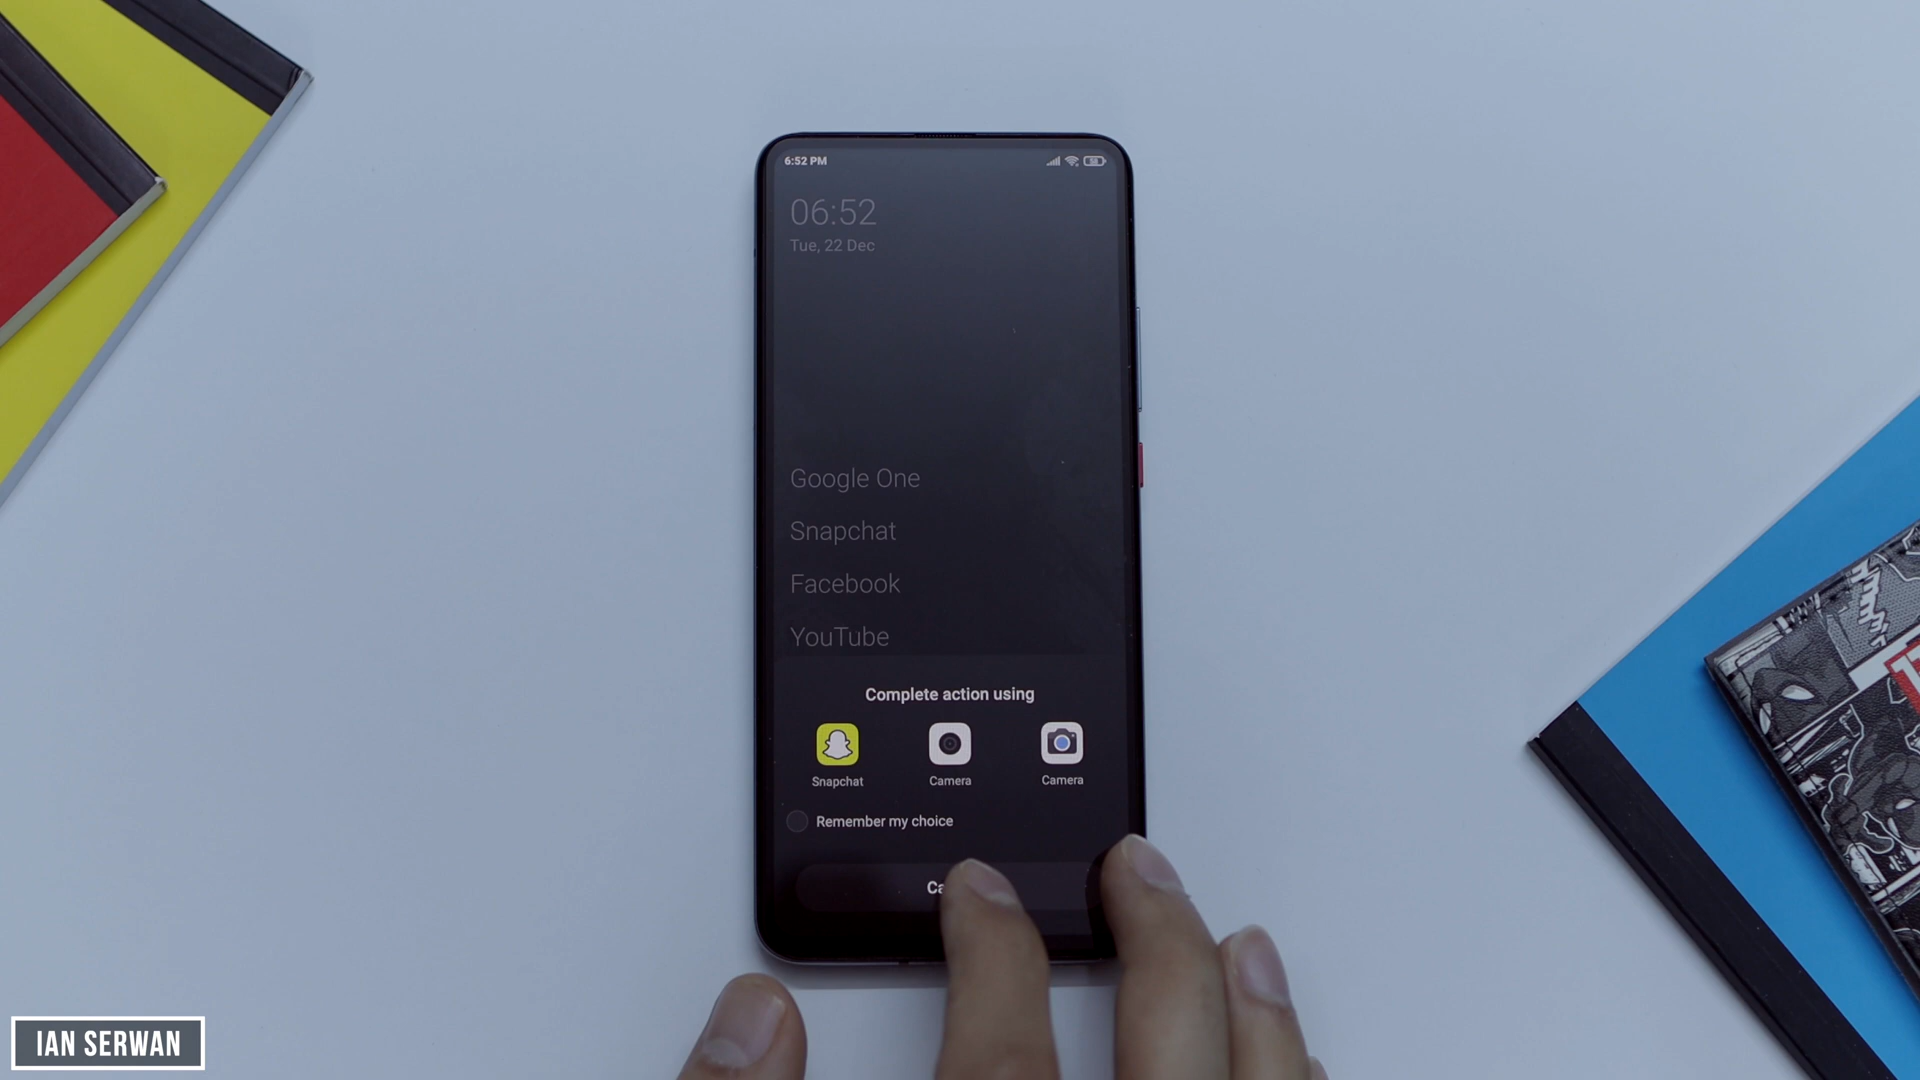 6:52 PM
06:52
Tue, 22 Dec
Google One
Snapchat
Facebook
YouTube
Complete action using
Snapchat
Camera
Camera
Remember my choice
IAN SERWAN